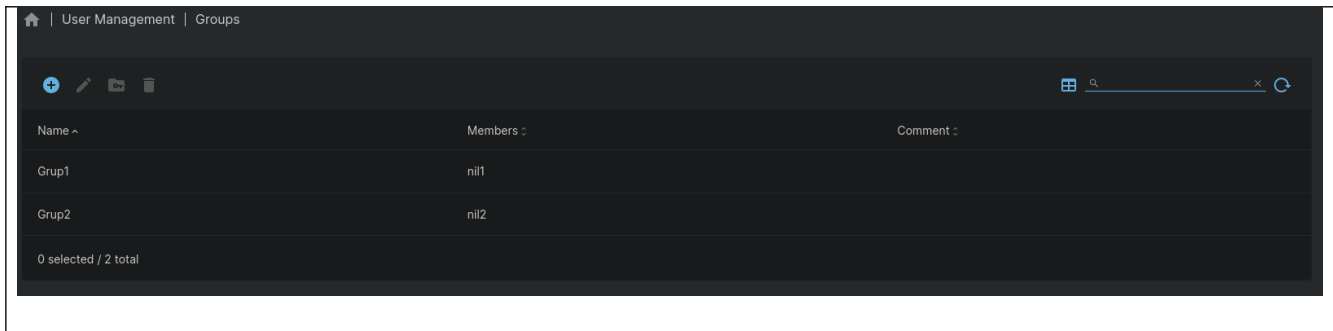 | User Management | Groups
Name Members Comment
Grup1 nil1
Grup2 nil2
0 selected / 2 total